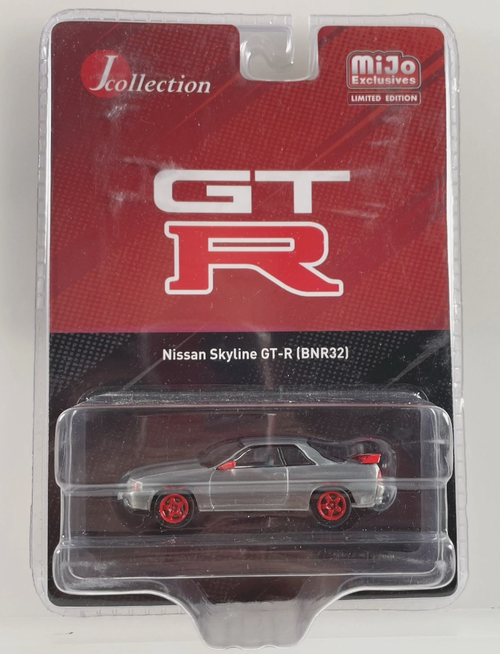 Jcollection
MiJo
Exclusives
LIMITED EDITION
GT
R
Nissan Skyline GT-R (BNR32)